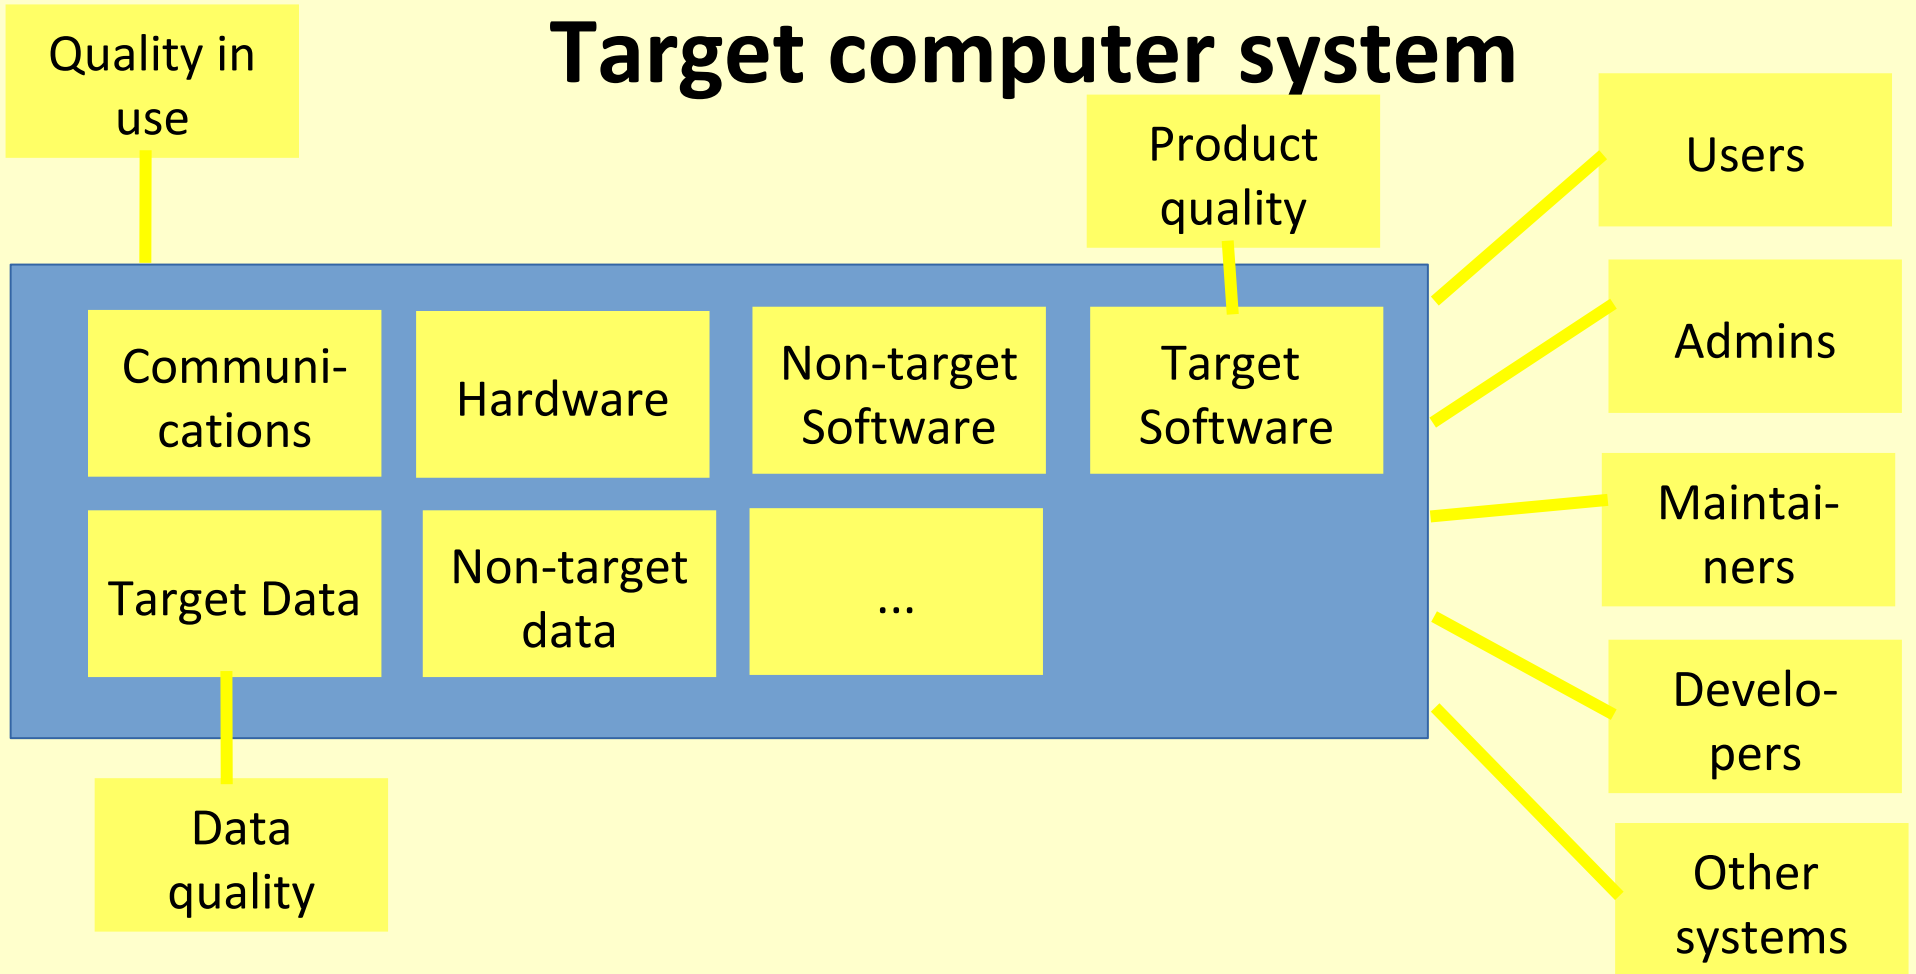 Target computer system
Quality in
use
Product
quality
Users
Admins
Communi-
cations
Hardware
Non-target
Software
Target
Software
Maintai-
ners
Target Data
Non-target
data
...
Develo-
pers
Data
quality
Other
systems